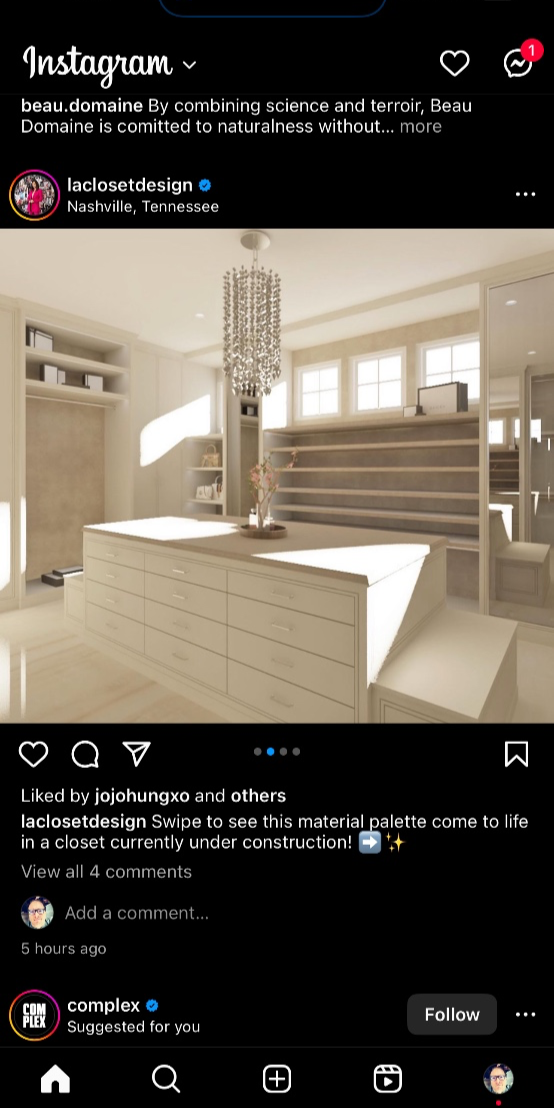 Instagram
1
beau.domaine By combining science and terroir, Beau
Domaine is comitted to naturalness without... more
laclosetdesign
Nashville, Tennessee
Liked by jojohungxo and others
laclosetdesign Swipe to see this material palette come to life
in a closet currently under construction! ➡️✨
View all 4 comments
Add a comment...
5 hours ago
COM
PLEX
complex
Suggested for you
Follow